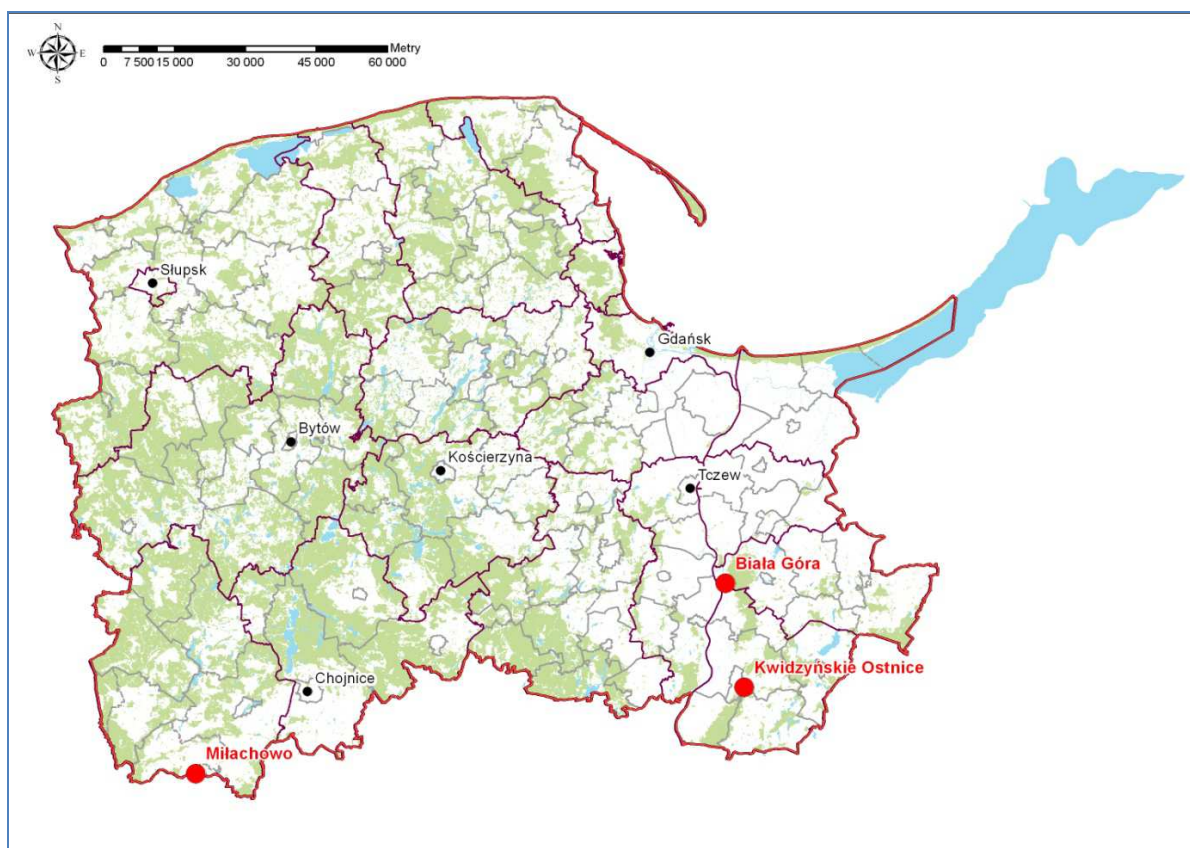 N
W E
S
Metry
0 7 500 15 000 30 000 45 000 60 000
Słupsk
Gdańsk
Bytów
Kościerzyna
Tczew
Biała Góra
Kwidzyńskie Ostnice
Chojnice
Miłachowo